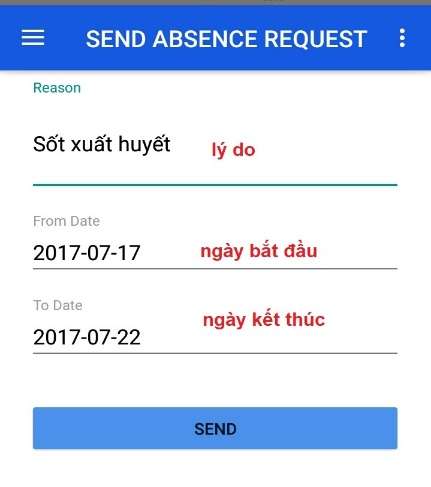 SEND ABSENCE REQUEST
Reason
Sốt xuất huyết lý do
From Date
2017-07-17 ngày bắt đầu
To Date
2017-07-22 ngày kết thúc
SEND